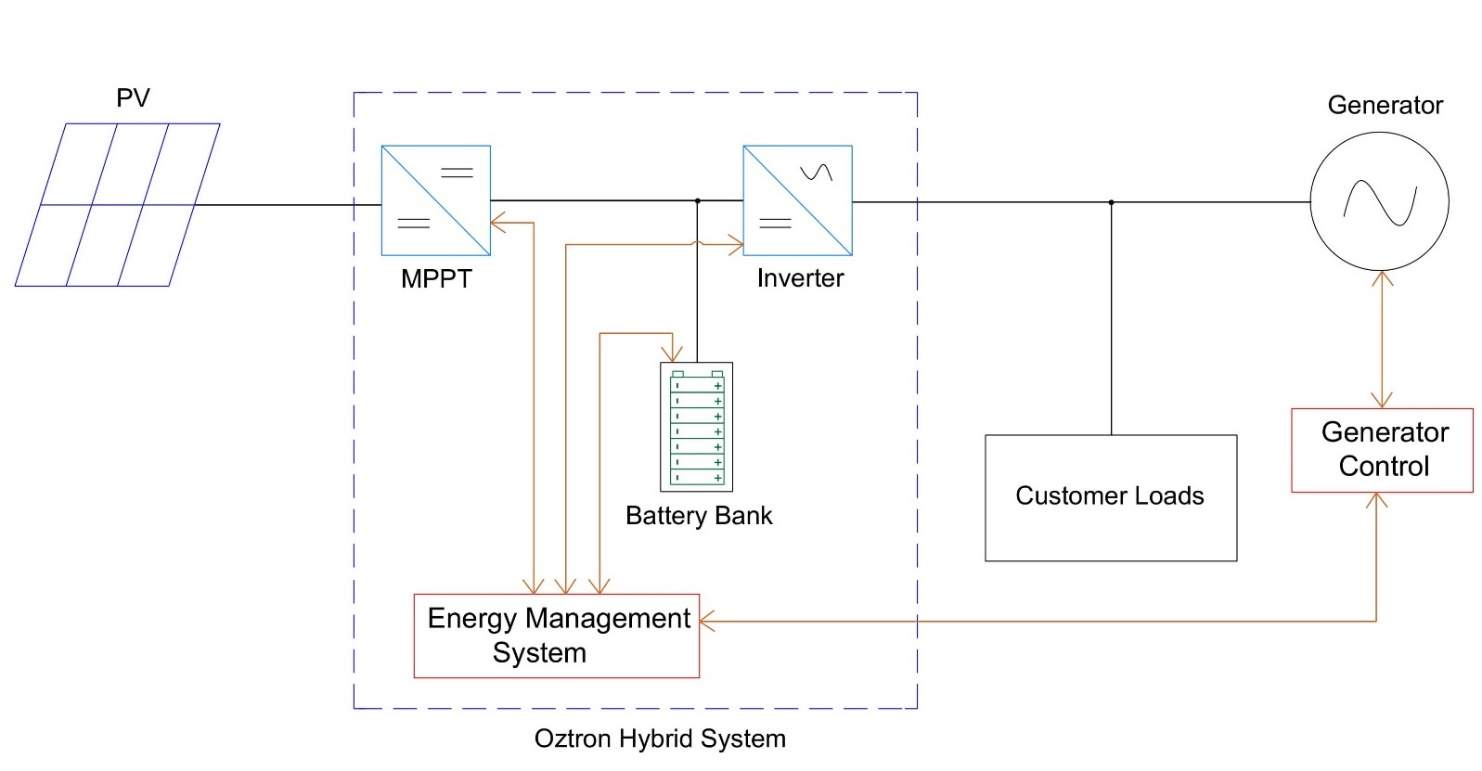 PV
Generator
MPPT
Inverter
Battery Bank
Generator
Control
Customer Loads
Energy Management
System
Oztron Hybrid System